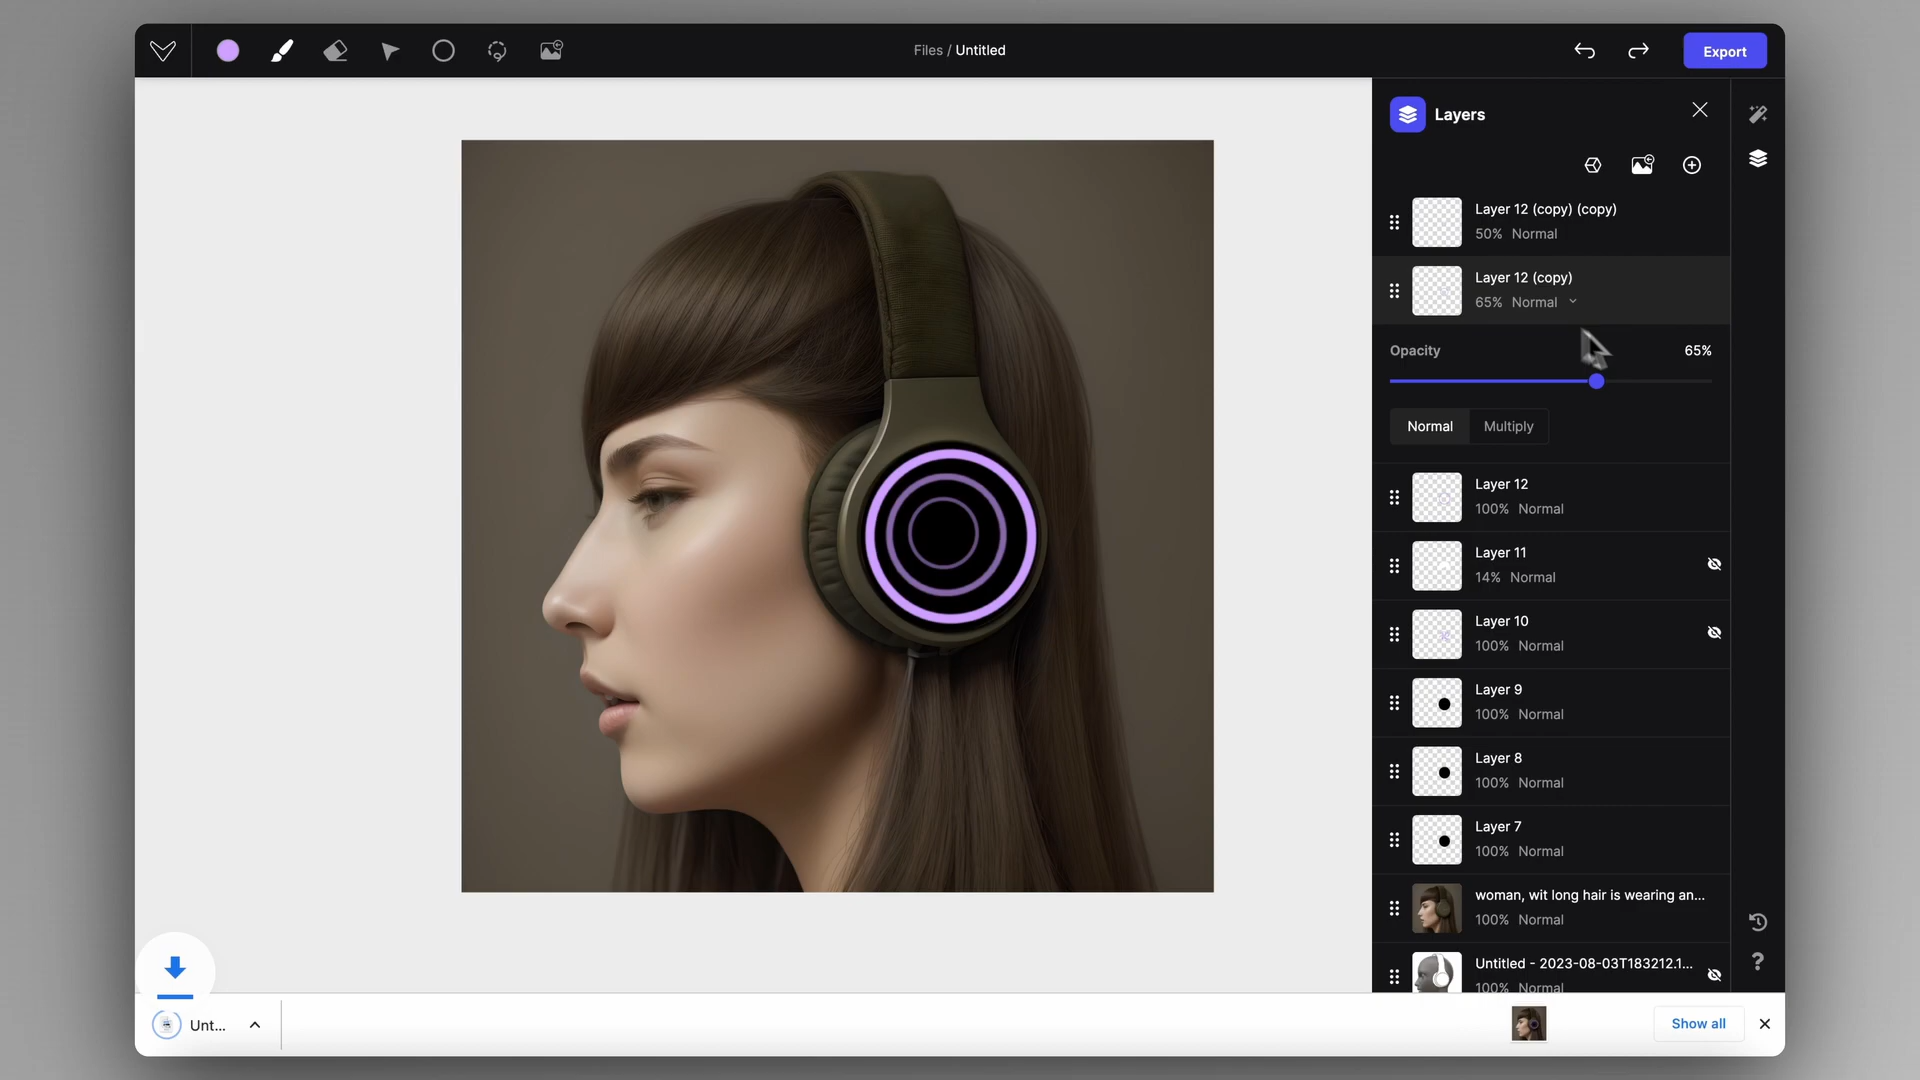 Files / Untitled
Export
Layers
Layer 12 (copy) (copy)
50% Normal
Layer 12 (copy)
65% Normal
Opacity 65%
Normal Multiply
Layer 12
100% Normal
Layer 11
14% Normal
Layer 10
100% Normal
Layer 9
100% Normal
Layer 8
100% Normal
Layer 7
100% Normal
woman, wit long hair is wearing an...
100% Normal
Untitled - 2023-08-03T183212.1...
100% Normal
?
Unt...
Show all